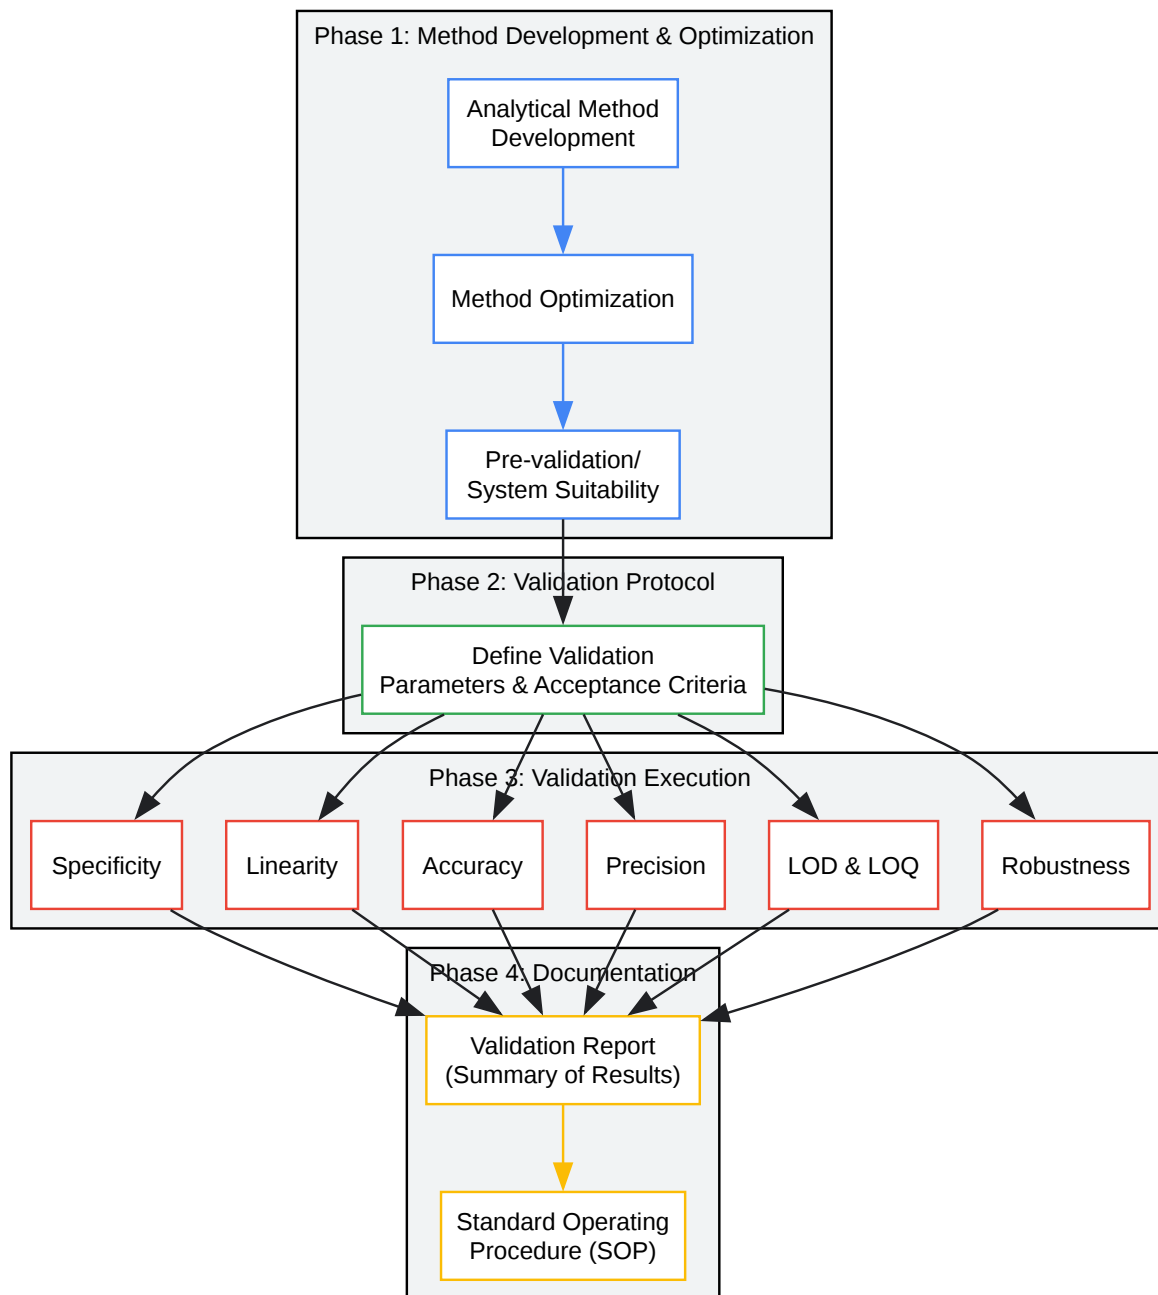 Phase 1: Method Development & Optimization
Analytical Method
Development
Method Optimization
Pre-validation/
System Suitability
Phase 2: Validation Protocol
Define Validation
Parameters & Acceptance Criteria
Phase 3: Validation Execution
Specificity
Linearity
Accuracy
Precision
LOD & LOQ
Robustness
Phase 4: Documentation
Validation Report
(Summary of Results)
Standard Operating
Procedure (SOP)